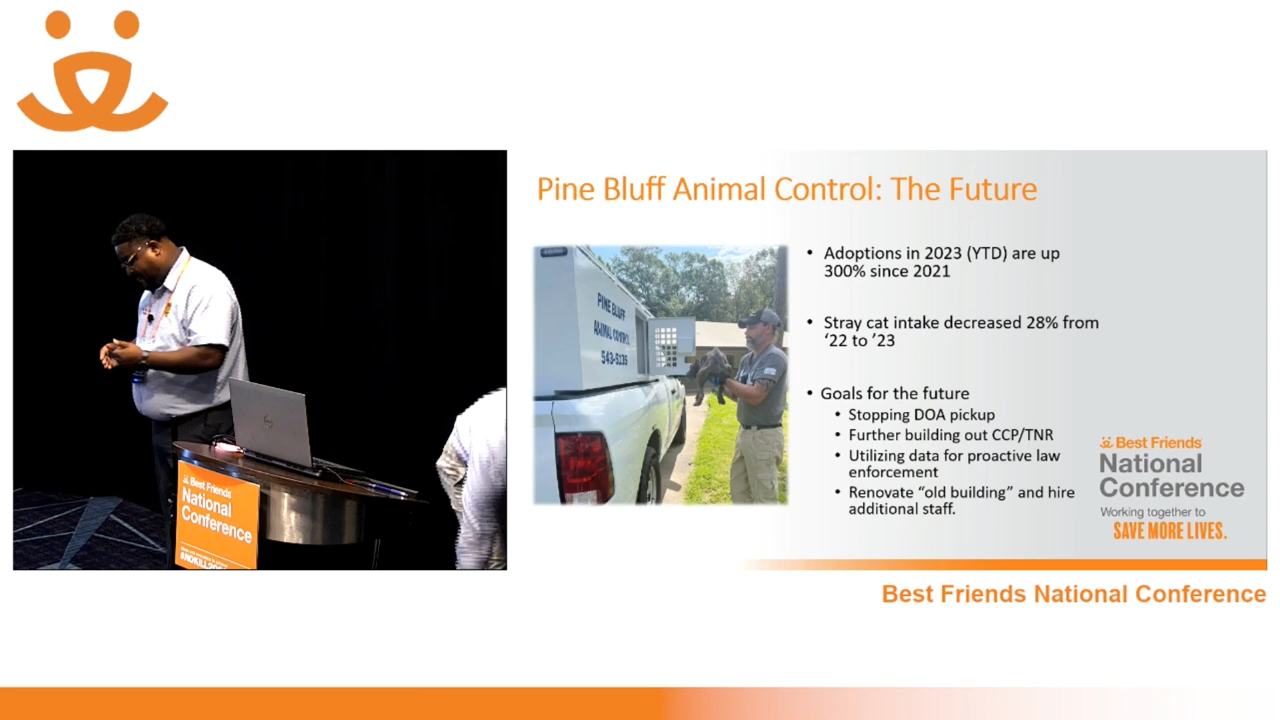 Pine Bluff Animal Control: The Future
PINE BLUFF
ANIMAL CONTROL
543-5135
• Adoptions in 2023 (YTD) are up
300% since 2021
• Stray cat intake decreased 28% from
‘22 to ’23
• Goals for the future
• Stopping DOA pickup
• Further building out CCP/TNR
• Utilizing data for proactive law
enforcement
• Renovate “old building” and hire
additional staff.
Best Friends
National
Conference
Working together to
SAVE MORE LIVES.
Best Friends
National
Conference
Best Friends National Conference